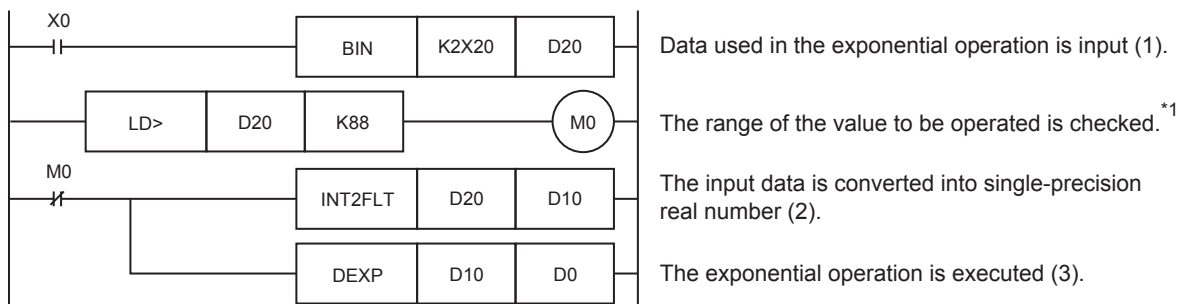 X0
BIN K2X20 D20
Data used in the exponential operation is input (1).
LD> D20 K88 M0
The range of the value to be operated is checked.*1
M0
INT2FLT D20 D10
The input data is converted into single-precision
real number (2).
DEXP D10 D0
The exponential operation is executed (3).